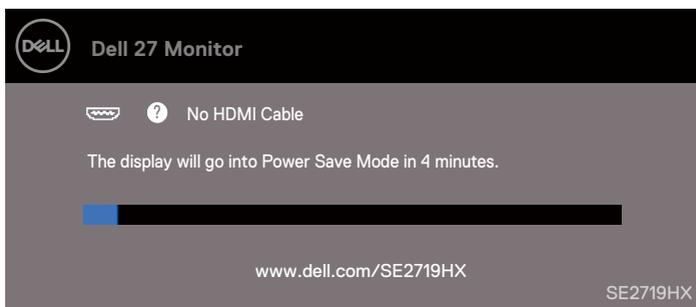 DELL
Dell 27 Monitor
? No HDMI Cable
The display will go into Power Save Mode in 4 minutes.
www.dell.com/SE2719HX
SE2719HX